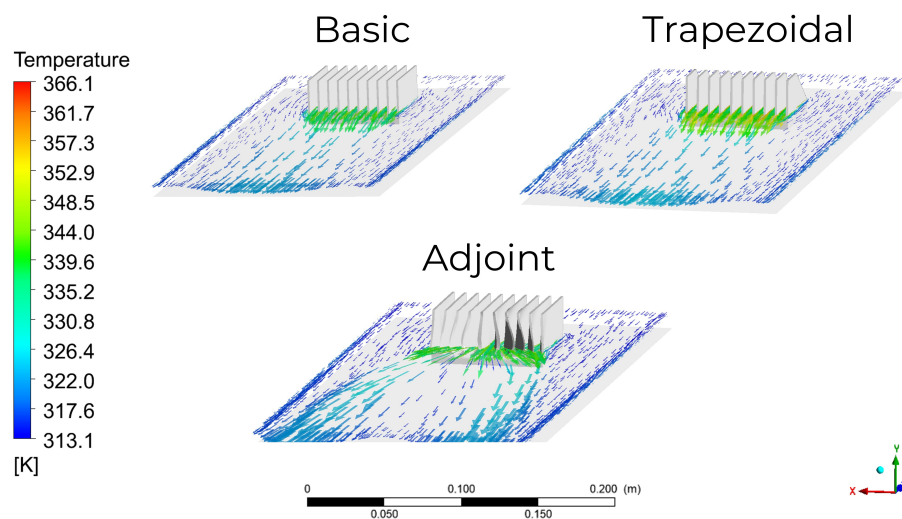 Basic
Trapezoidal
Temperature
366.1
361.7
357.3
352.9
348.5
344.0
339.6
335.2
330.8
326.4
322.0
317.6
313.1
[K]
Adjoint
0 0.100 0.200 (m)
0.050 0.150
Y
X